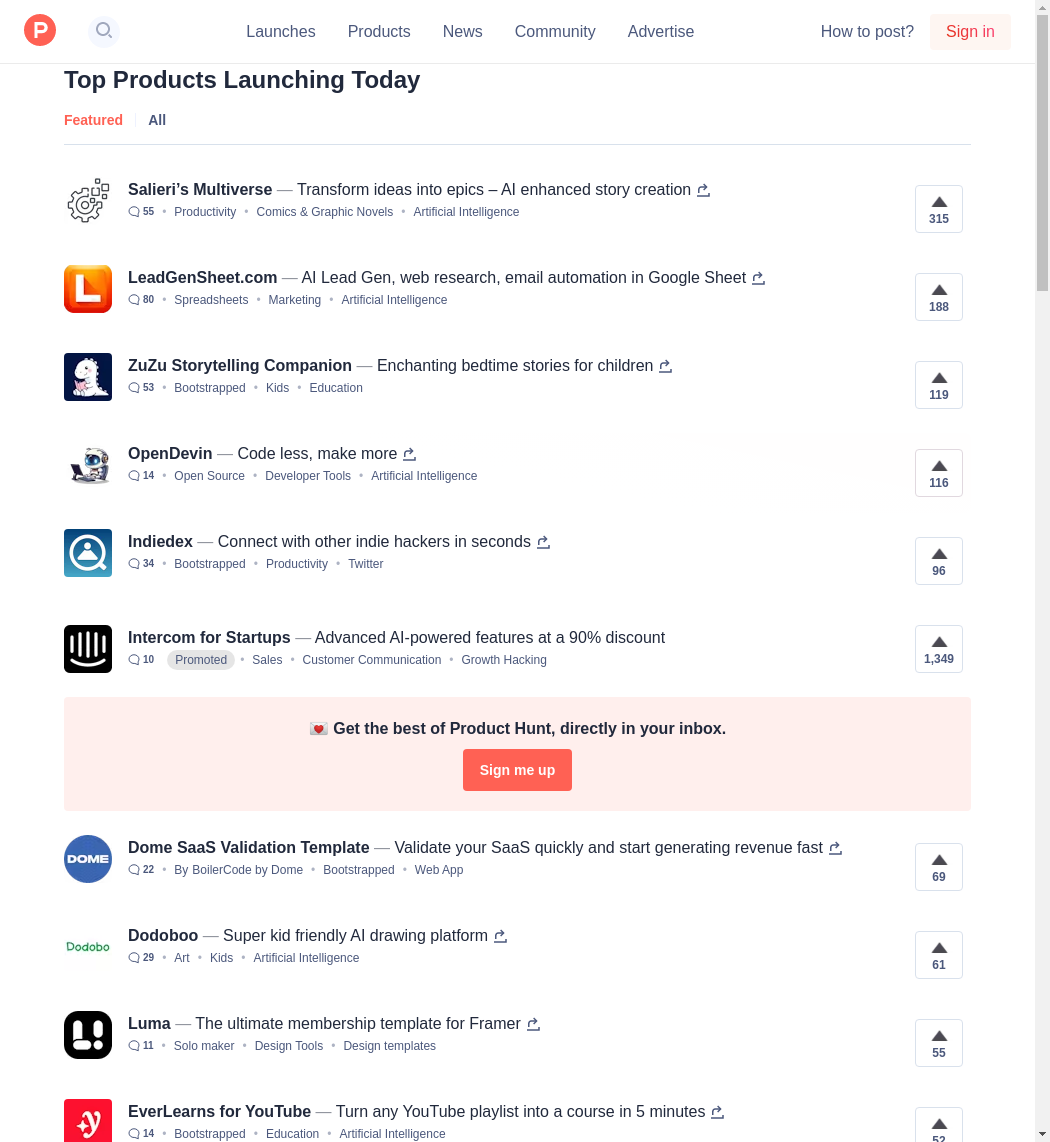 P
Launches Products News Community Advertise How to post? Sign in
Top Products Launching Today
Featured All
Salieri’s Multiverse — Transform ideas into epics – AI enhanced story creation
55 • Productivity • Comics & Graphic Novels • Artificial Intelligence
315
LeadGenSheet.com — AI Lead Gen, web research, email automation in Google Sheet
80 • Spreadsheets • Marketing • Artificial Intelligence
188
ZuZu Storytelling Companion — Enchanting bedtime stories for children
53 • Bootstrapped • Kids • Education
119
OpenDevin — Code less, make more
14 • Open Source • Developer Tools • Artificial Intelligence
116
Indiedex — Connect with other indie hackers in seconds
34 • Bootstrapped • Productivity • Twitter
96
Intercom for Startups — Advanced AI-powered features at a 90% discount
10 Promoted • Sales • Customer Communication • Growth Hacking
1,349
💌 Get the best of Product Hunt, directly in your inbox.
Sign me up
DOME
Dome SaaS Validation Template — Validate your SaaS quickly and start generating revenue fast
22 • By BoilerCode by Dome • Bootstrapped • Web App
69
Dodobo
Dodoboo — Super kid friendly AI drawing platform
29 • Art • Kids • Artificial Intelligence
61
Luma — The ultimate membership template for Framer
11 • Solo maker • Design Tools • Design templates
55
EverLearns for YouTube — Turn any YouTube playlist into a course in 5 minutes
14 • Bootstrapped • Education • Artificial Intelligence
52